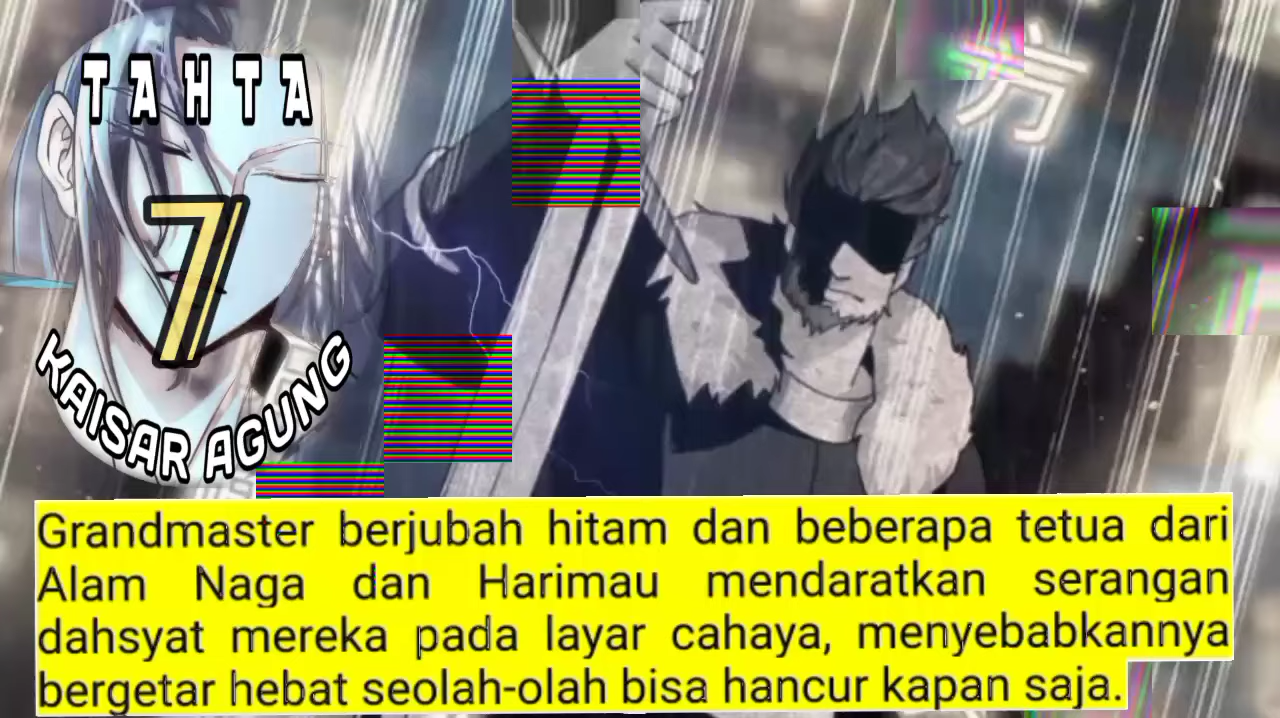 TAHTA
7
KAISAR AGUNG
方
Grandmaster berjubah hitam dan beberapa tetua dari
Alam Naga dan Harimau mendaratkan serangan
dahsyat mereka pada layar cahaya, menyebabkannya
bergetar hebat seolah-olah bisa hancur kapan saja.